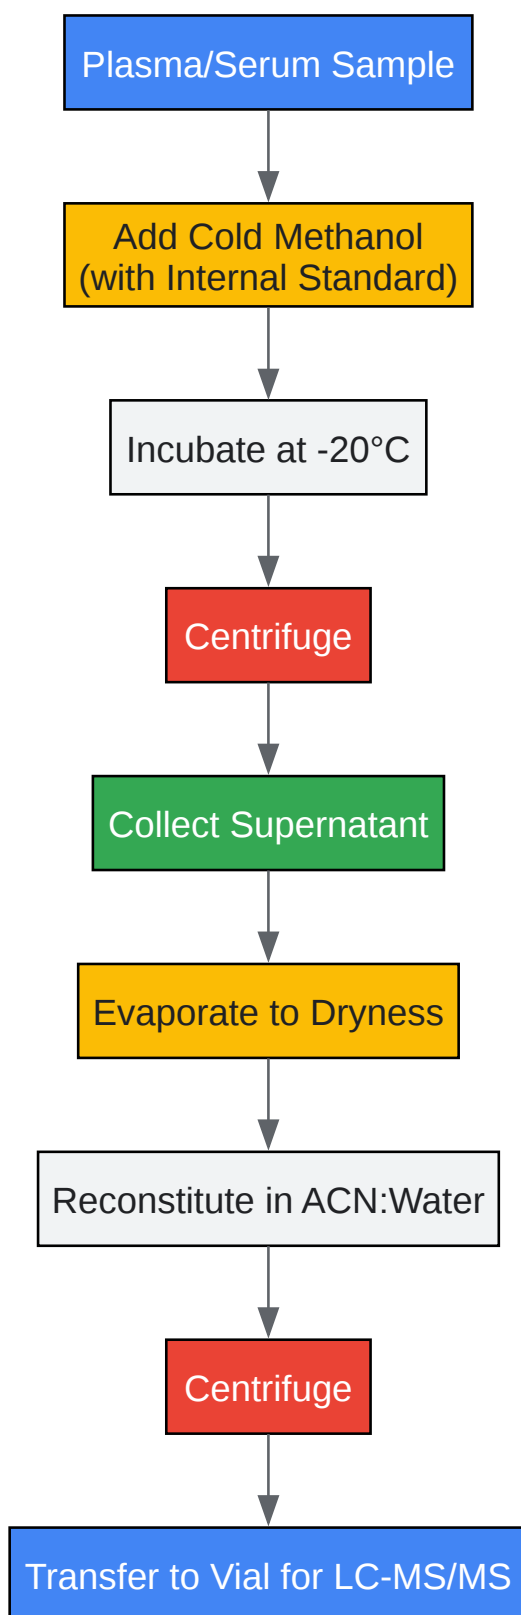 Plasma/Serum Sample
Add Cold Methanol
(with Internal Standard)
Incubate at -20°C
Centrifuge
Collect Supernatant
Evaporate to Dryness
Reconstitute in ACN:Water
Centrifuge
Transfer to Vial for LC-MS/MS